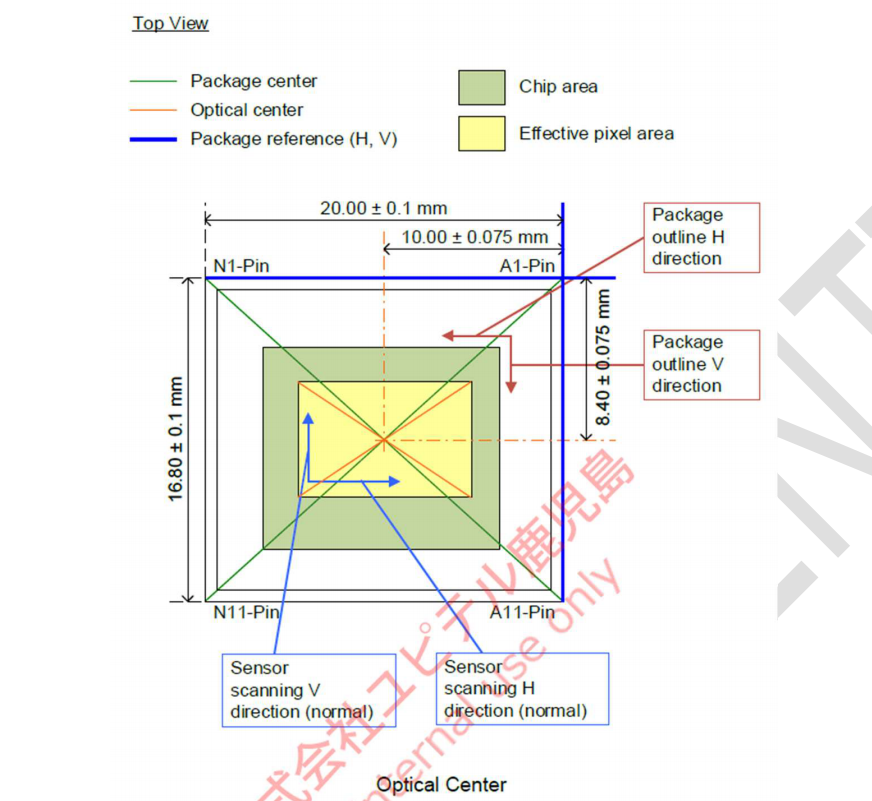 Top View
Package center
Optical center
Package reference (H, V)
Chip area
Effective pixel area
20.00 ± 0.1 mm
10.00 ± 0.075 mm
N1-Pin
A1-Pin
Package
outline H
direction
Package
outline V
direction
8.40 ± 0.075 mm
16.80 ± 0.1 mm
N11-Pin
A11-Pin
Sensor
scanning V
direction (normal)
Sensor
scanning H
direction (normal)
式会社ユピテル鹿児島
internal use only
Optical Center